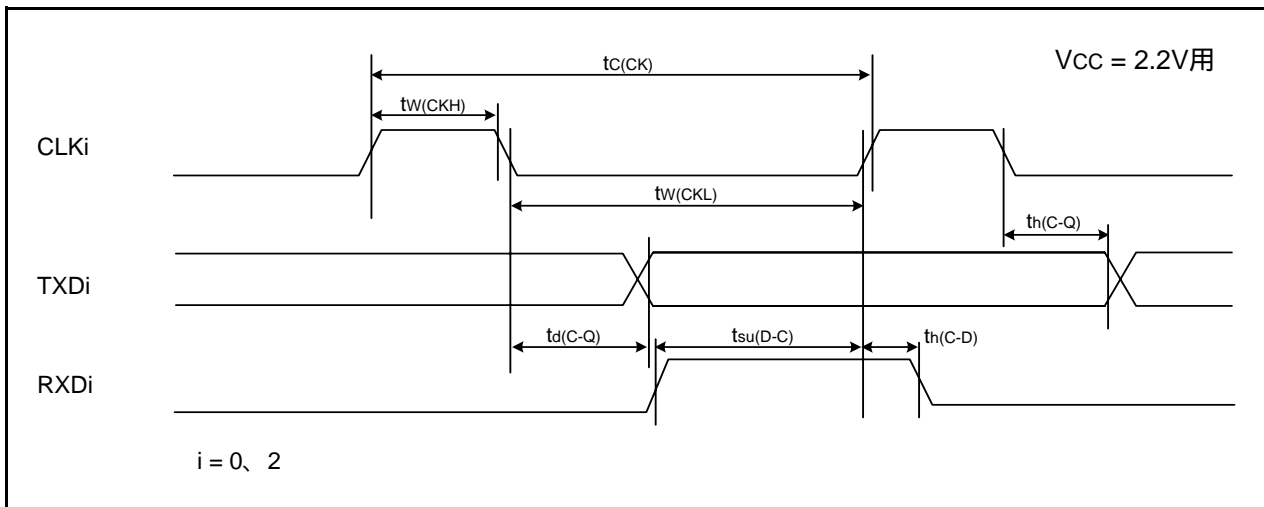 VCC = 2.2V用
tC(CK)
tW(CKH)
CLKi
tW(CKL)
th(C-Q)
TXDi
td(C-Q)
tsu(D-C)
th(C-D)
RXDi
i = 0、2